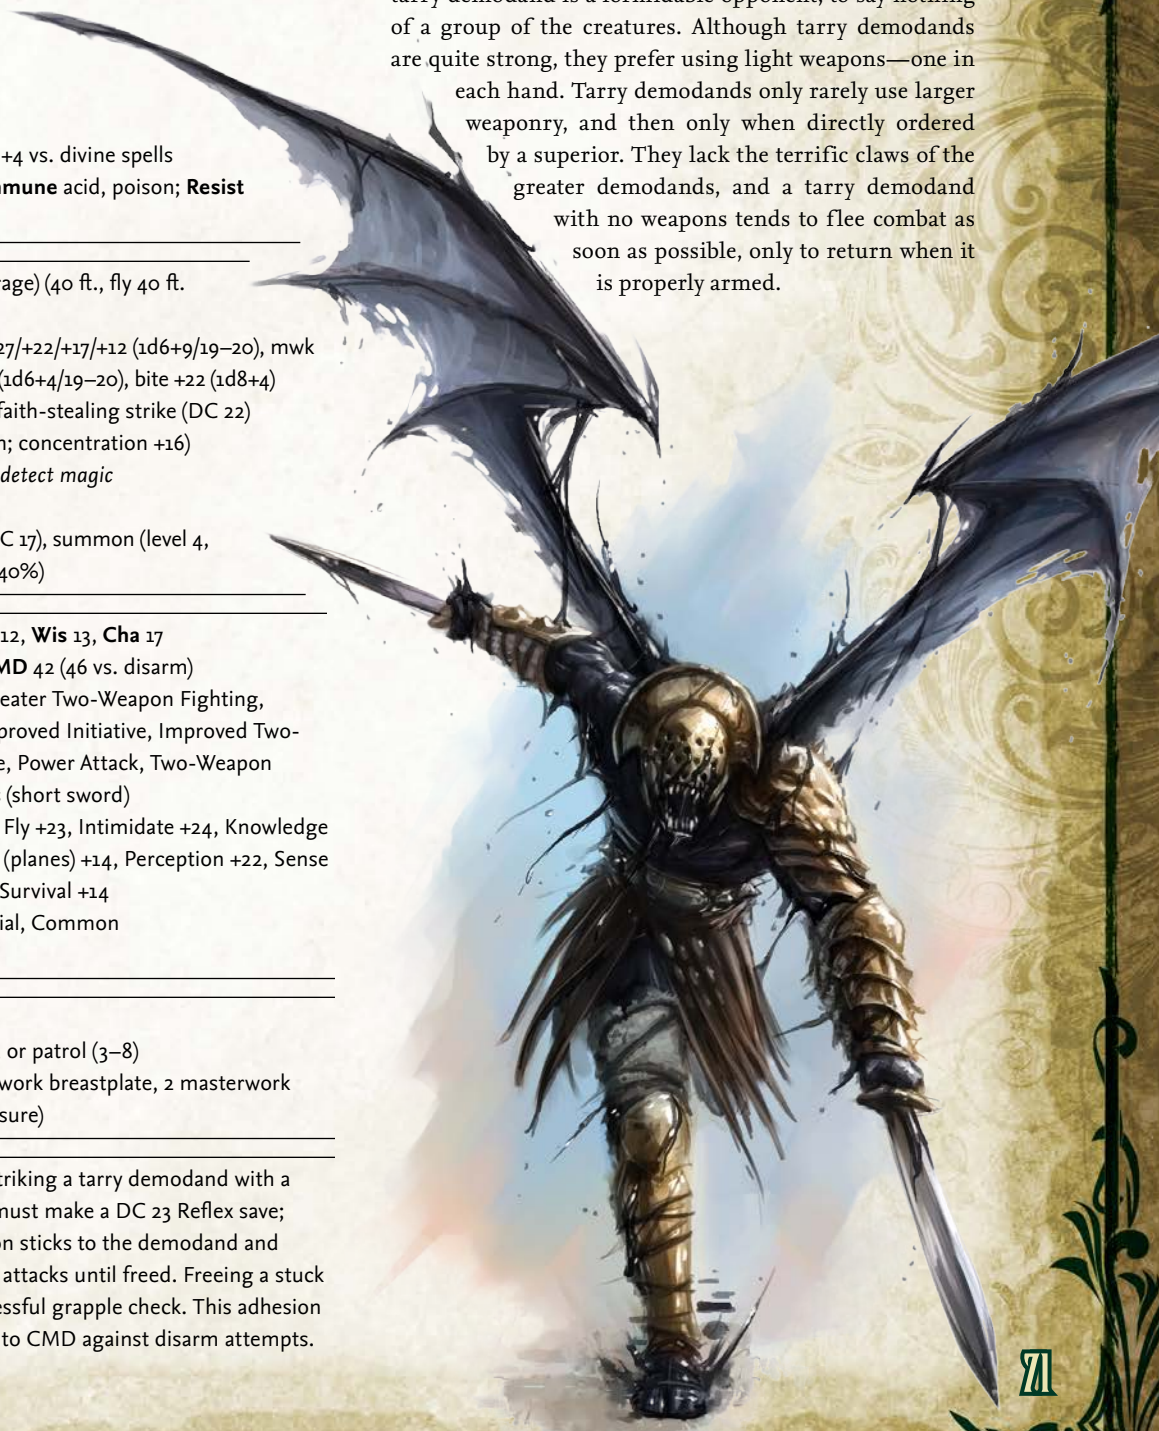 of a group of the creatures. Although tarry demodands
are quite strong, they prefer using light weapons—one in
each hand. Tarry demodands only rarely use larger
weaponry, and then only when directly ordered
by a superior. They lack the terrific claws of the
greater demodands, and a tarry demodand
with no weapons tends to flee combat as
soon as possible, only to return when it
is properly armed.
+4 vs. divine spells
mmune acid, poison; Resist
rage) (40 ft., fly 40 ft.
27/+22/+17/+12 (1d6+9/19–20), mwk
(1d6+4/19–20), bite +22 (1d8+4)
faith-stealing strike (DC 22)
h; concentration +16)
detect magic
C 17), summon (level 4,
40%)
12, Wis 13, Cha 17
MD 42 (46 vs. disarm)
reater Two-Weapon Fighting,
proved Initiative, Improved Two-
e, Power Attack, Two-Weapon
(short sword)
Fly +23, Intimidate +24, Knowledge
(planes) +14, Perception +22, Sense
Survival +14
ial, Common
or patrol (3–8)
work breastplate, 2 masterwork
sure)
triking a tarry demodand with a
must make a DC 23 Reflex save;
on sticks to the demodand and
attacks until freed. Freeing a stuck
essful grapple check. This adhesion
to CMD against disarm attempts.
71